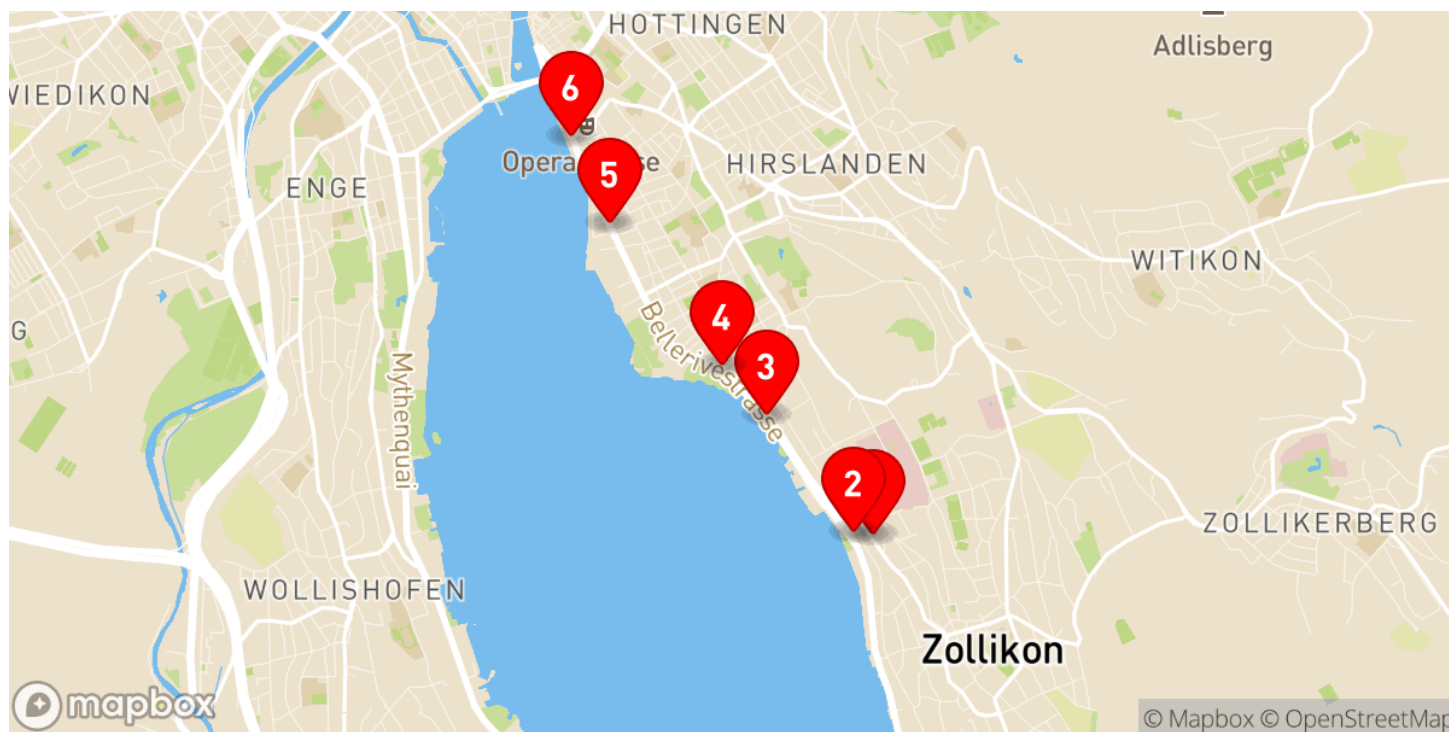 HOTTINGEN
Adlisberg
WIEDIKON
6
B
HIRSLANDEN
5
ENGE
WITIKON
Bellerivestrasse
4
3
Mythenquai
2
ZOLLIKERBERG
WOLLISHOFEN
Zollikon
mapbox
© Mapbox © OpenStreetMap